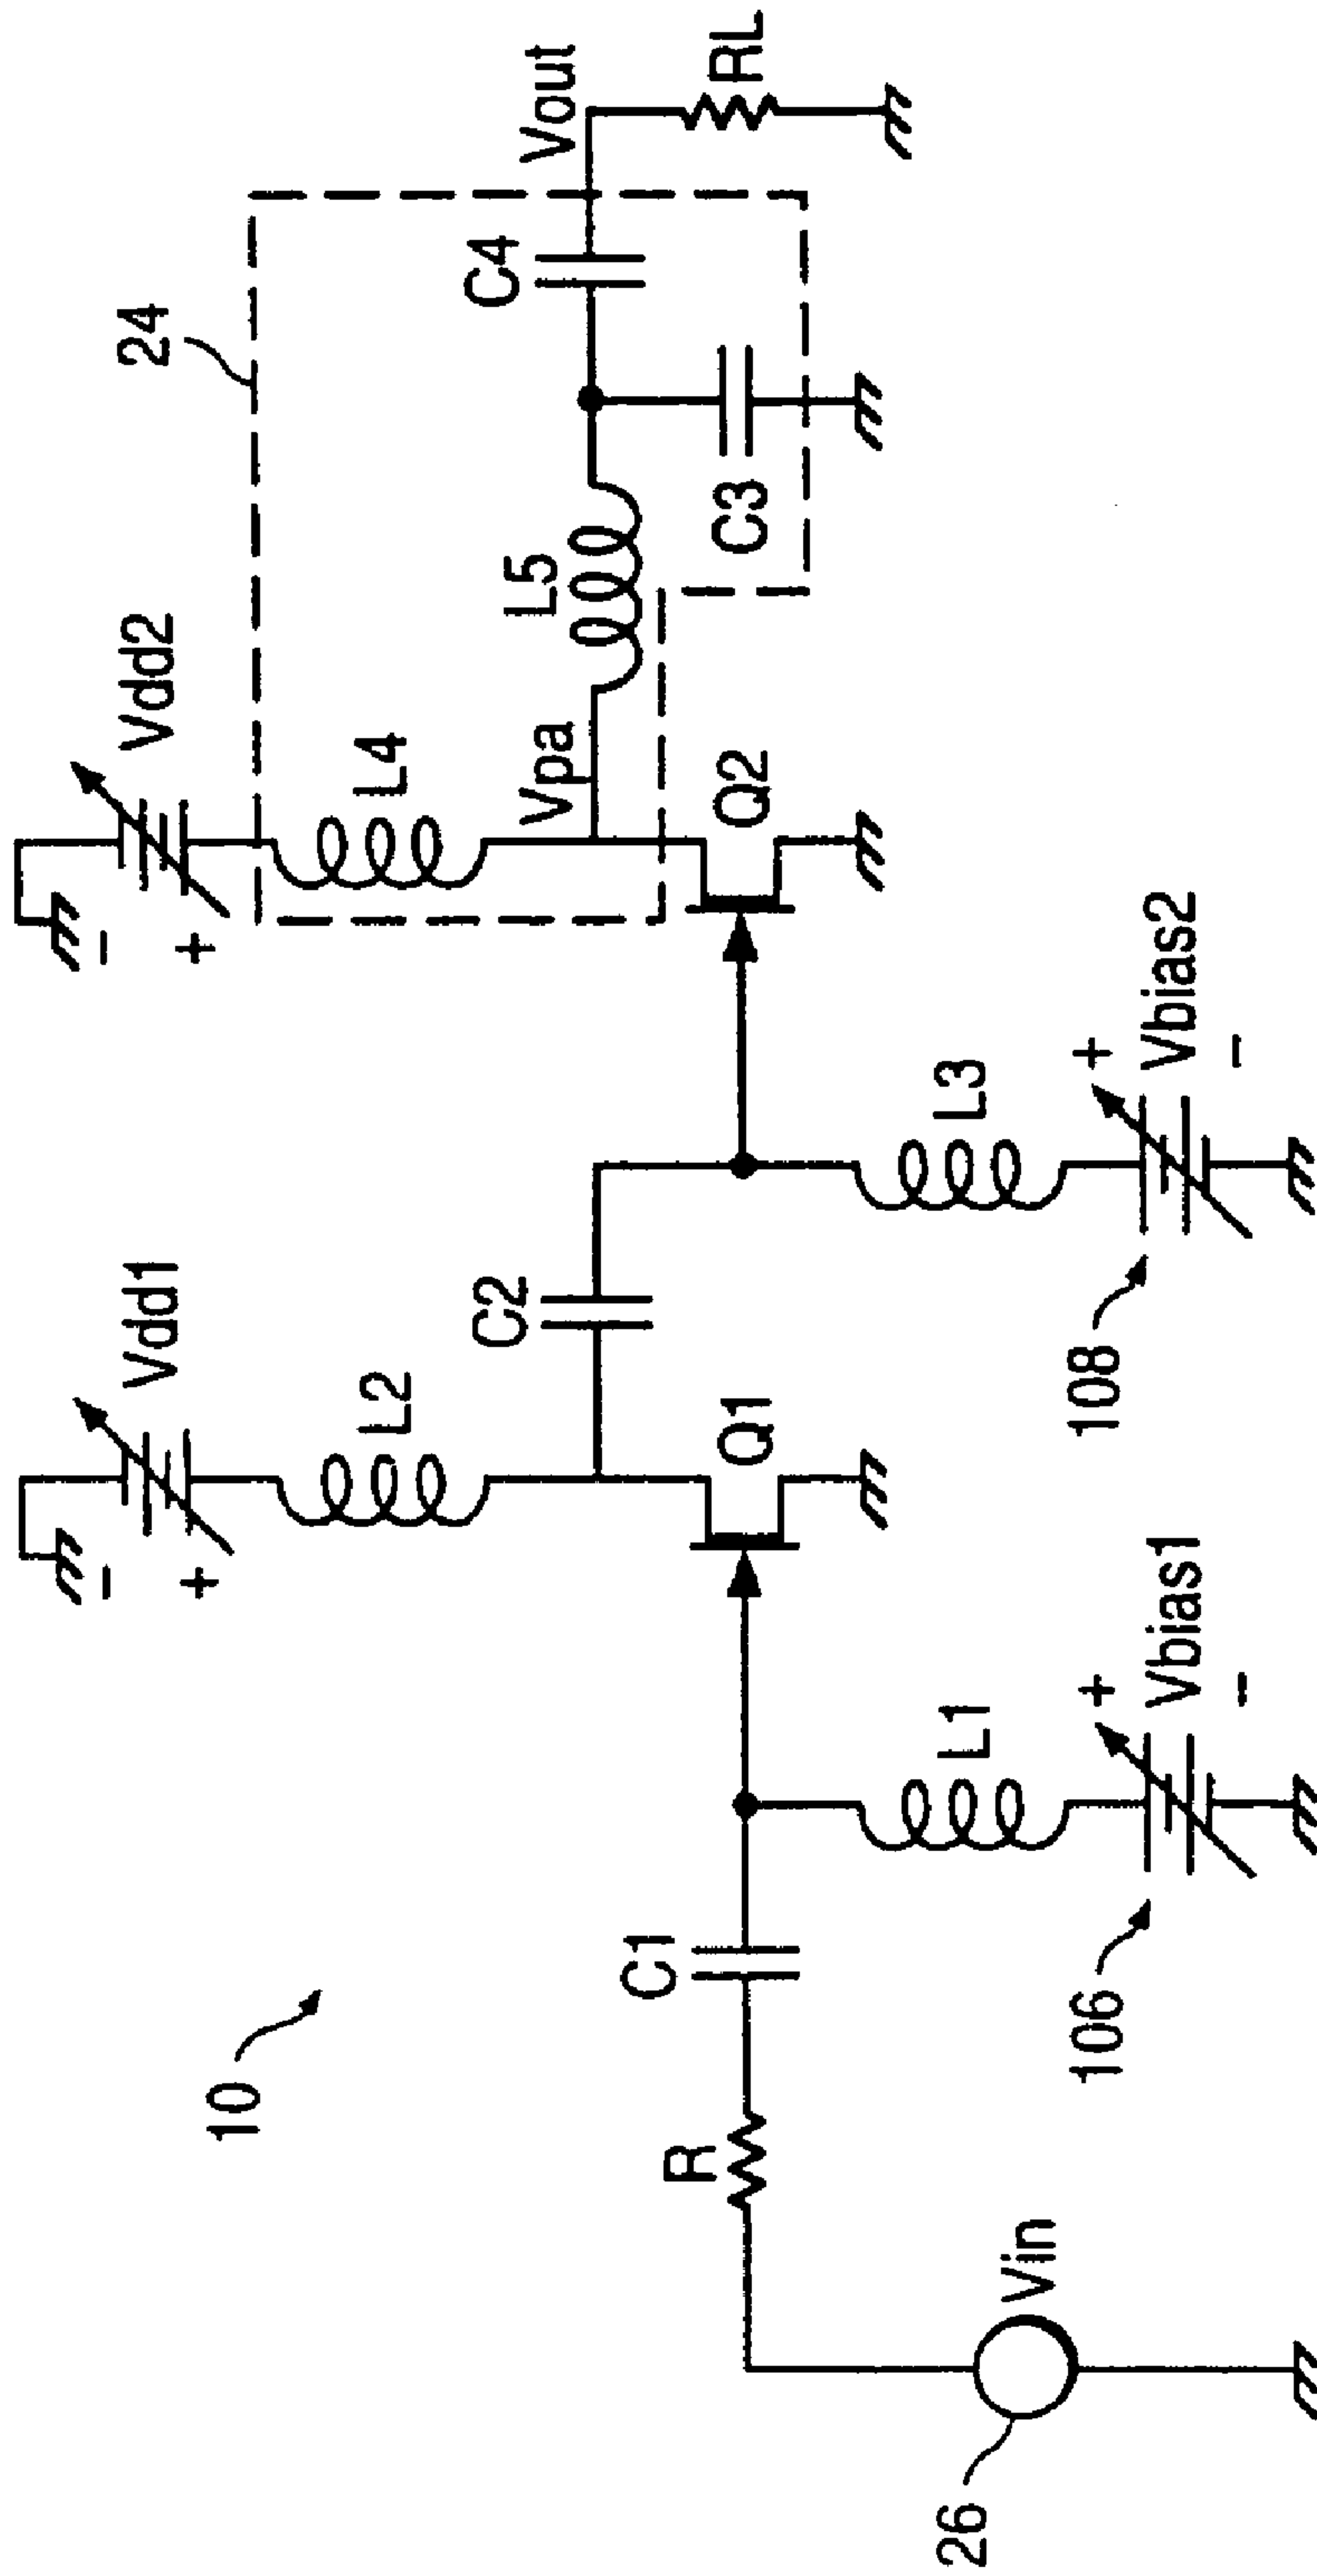 10
26
Vin
R
C1
L1
106
+
Vbias1
-
Q1
L2
-
+
Vdd1
C2
L3
108
+
Vbias2
-
Q2
Vpa
L4
-
+
Vdd2
24
L5
C3
C4
Vout
RL